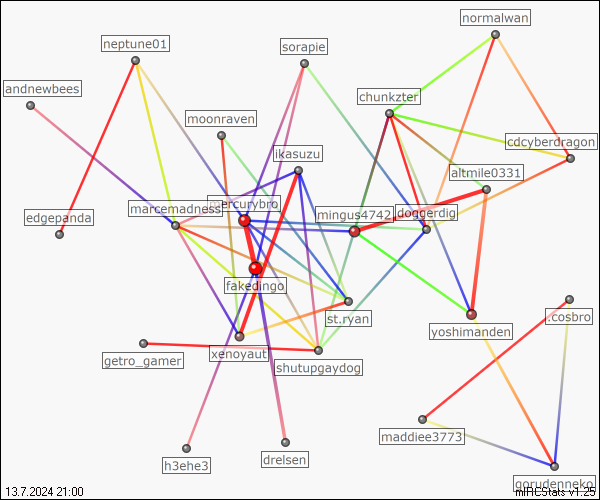 normalwan
neptune01
sorapie
andnewbees
chunkzter
moonraven
cdcyberdragon
ikasuzu
altmile0331
mercurybro
marcemadness
mingus4742
doggerdig
edgepanda
fakedingo
st.ryan
.cosbro
yoshimanden
xenoyaut
getro_gamer
shutupgaydog
maddiee3773
drelsen
h3ehe3
gorudenneko
13.7.2024 21:00
mIRCStats v1.25